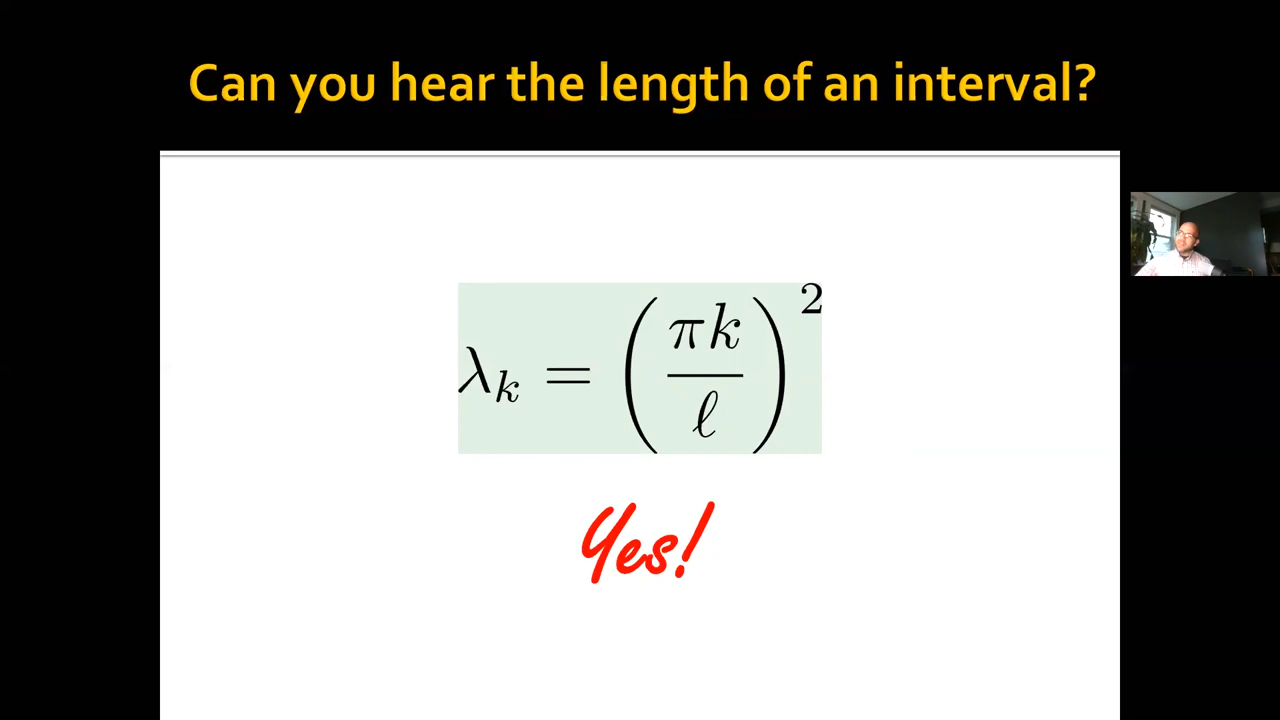 Can you hear the length of an interval?
λ_k = (πk/ℓ)^2
Yes!